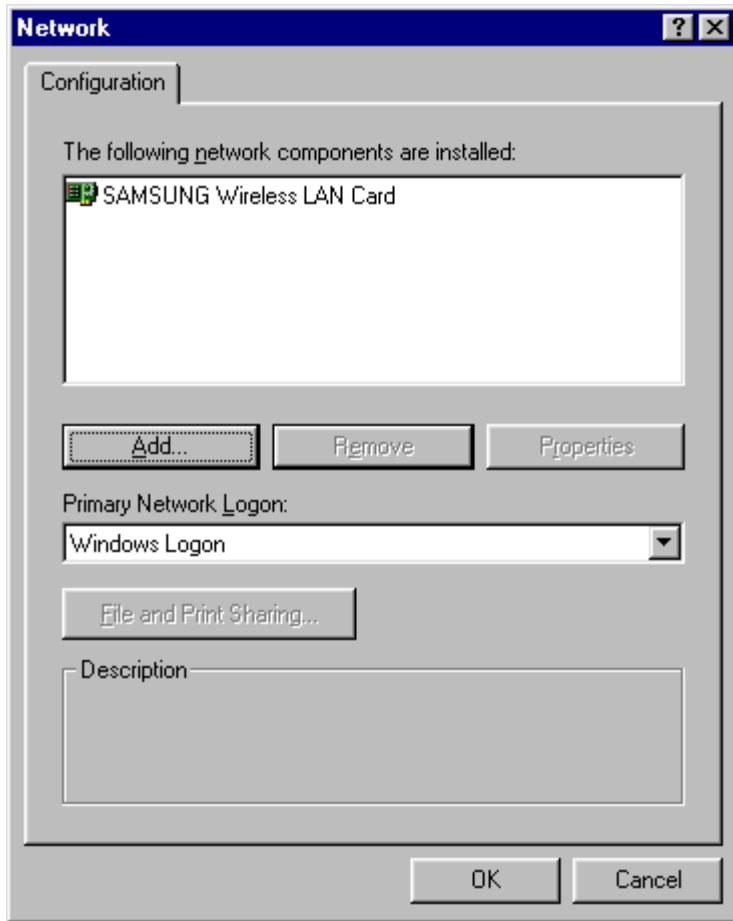 Network
Configuration
The following network components are installed:
SAMSUNG Wireless LAN Card
Add... Remove Properties
Primary Network Logon:
Windows Logon
File and Print Sharing...
Description
OK Cancel